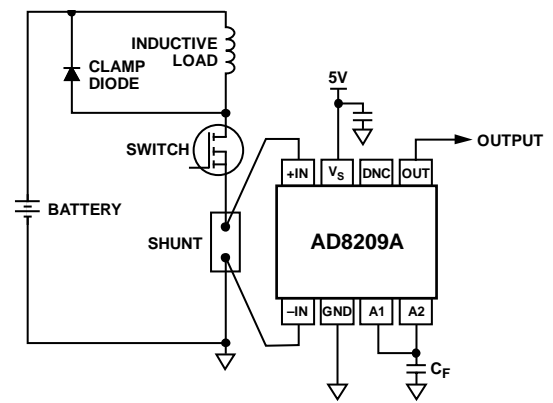 INDUCTIVE
LOAD
CLAMP
DIODE
5V
OUTPUT
SWITCH
+IN
VS
DNC
OUT
BATTERY
SHUNT
AD8209A
–IN
GND
A1
A2
CF